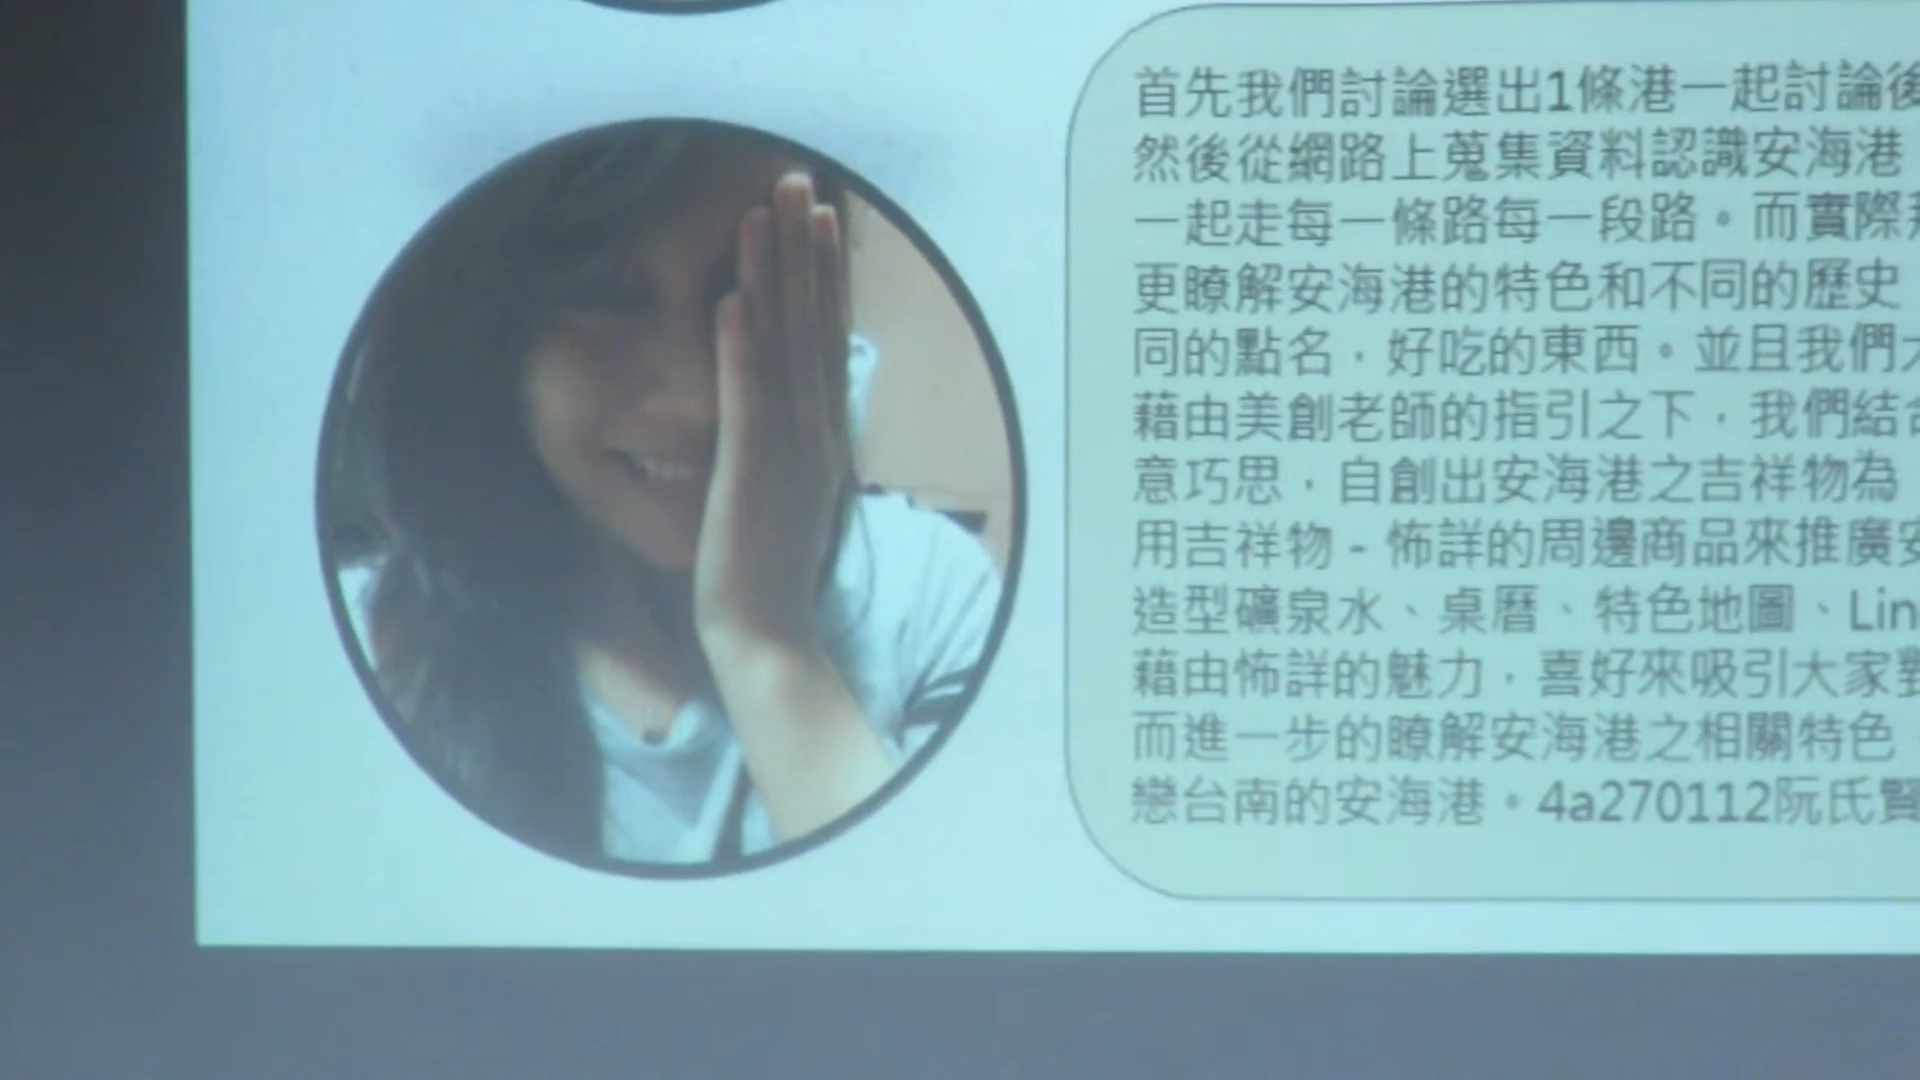 首先我們討論選出1條港一起討論後
然後從網路上蒐集資料認識安海港
一起走每一條路每一段路。而實際
更瞭解安海港的特色和不同的歷史
同的點名，好吃的東西。並且我們
藉由美創老師的指引之下，我們結合
意巧思，自創出安海港之吉祥物為
用吉祥物-怖詳的周邊商品來推廣安
造型礦泉水、桌曆、特色地圖、Lin
藉由怖詳的魅力，喜好來吸引大家對
而進一步的瞭解安海港之相關特色
戀台南的安海港。4a270112阮氏賢